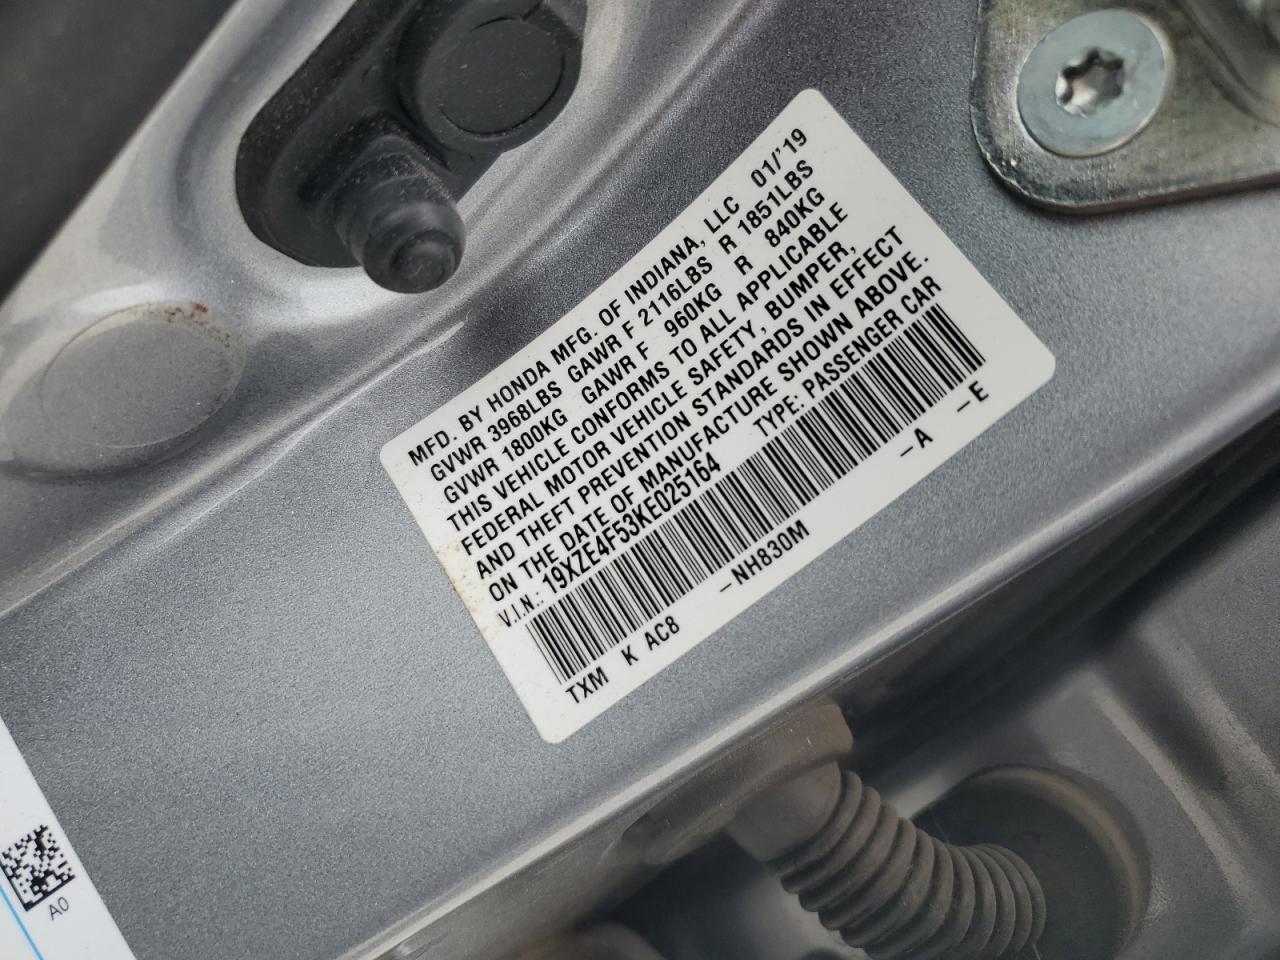 MFD. BY HONDA MFG. OF INDIANA, LLC 01/'19
GVWR 3968LBS GAWR F 2116LBS R 1851LBS
GVWR 1800KG GAWR F 960KG R 840KG
THIS VEHICLE CONFORMS TO ALL APPLICABLE
FEDERAL MOTOR VEHICLE SAFETY, BUMPER,
AND THEFT PREVENTION STANDARDS IN EFFECT
ON THE DATE OF MANUFACTURE SHOWN ABOVE.
V.I.N.: 19XZE4F53KE025164 TYPE: PASSENGER CAR
TXM K AC8 -NH830M -A -E
A0